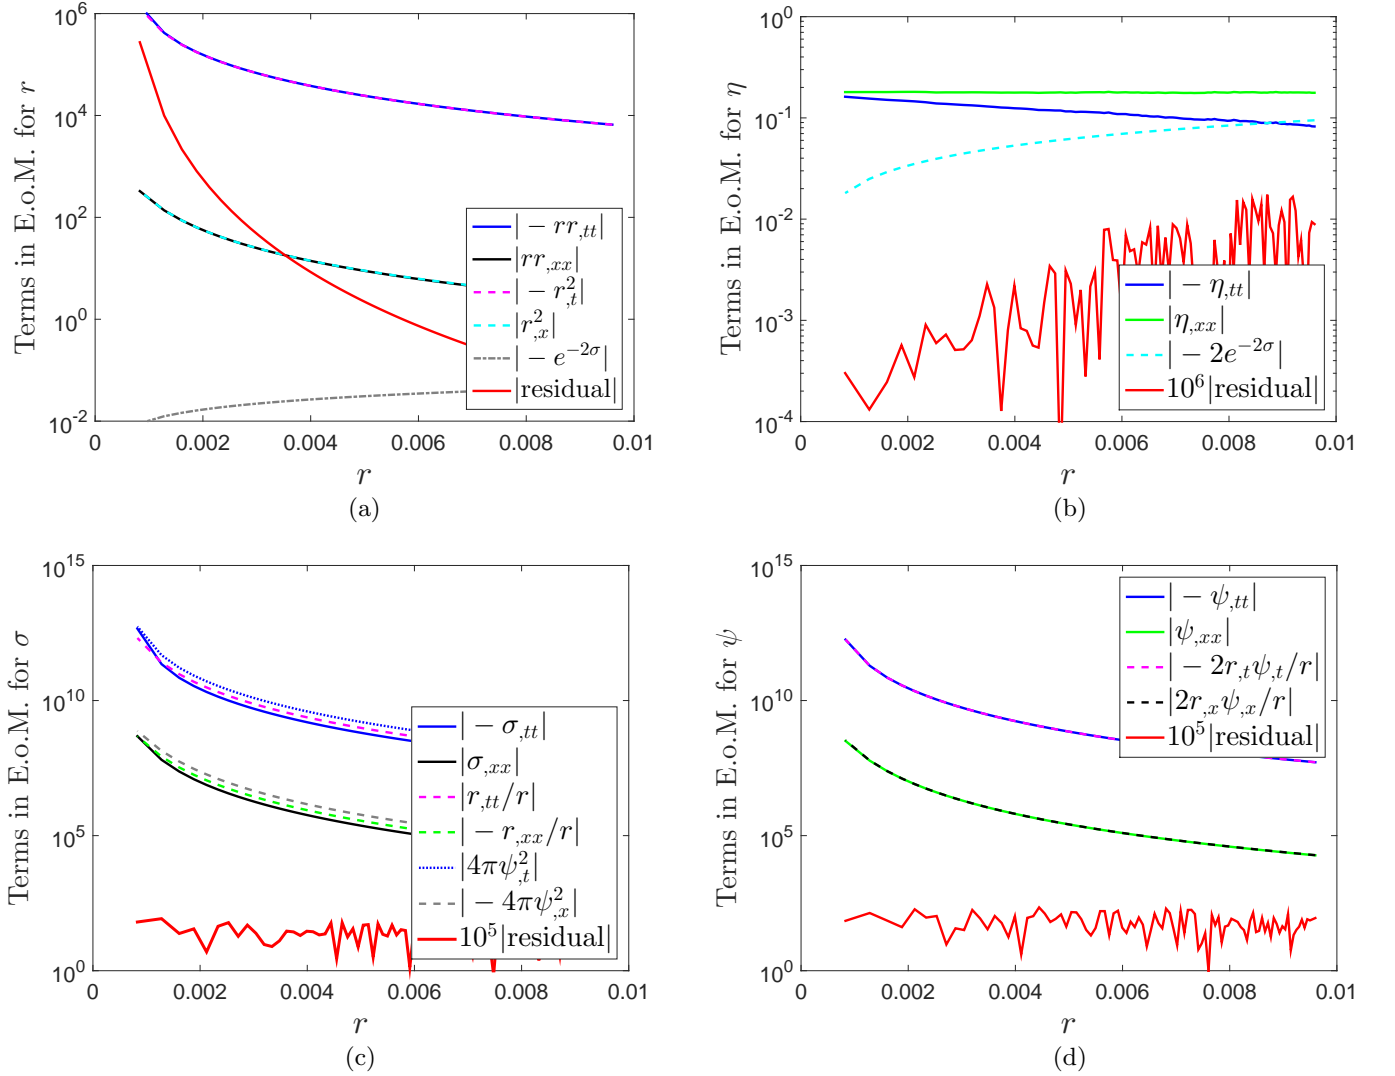 Terms in E.o.M. for r
10^6
10^4
10^2
10^0
10^-2
0 0.002 0.004 0.006 0.008 0.01
r
|− rr,tt|
|rr,xx|
|− r²,t|
|r²,x|
|− e^−2σ|
|residual|
(a)
Terms in E.o.M. for η
10^0
10^-1
10^-2
10^-3
10^-4
0.002 0.004 0.006 0.008 0.01
r
|− η,tt|
|η,xx|
|− 2e^−2σ|
10^6|residual|
(b)
Terms in E.o.M. for σ
10^15
10^10
10^5
10^0
0 0.002 0.004 0.006 0.008 0.01
r
|− σ,tt|
|σ,xx|
|r,tt/r|
|− r,xx/r|
|4πψ²,t|
|− 4πψ²,x|
10^5|residual|
(c)
Terms in E.o.M. for ψ
10^15
10^10
10^5
10^0
0 0.002 0.004 0.006 0.008 0.01
r
|− ψ,tt|
|ψ,xx|
|− 2r,tψ,t/r|
|2r,xψ,x/r|
10^5|residual|
(d)